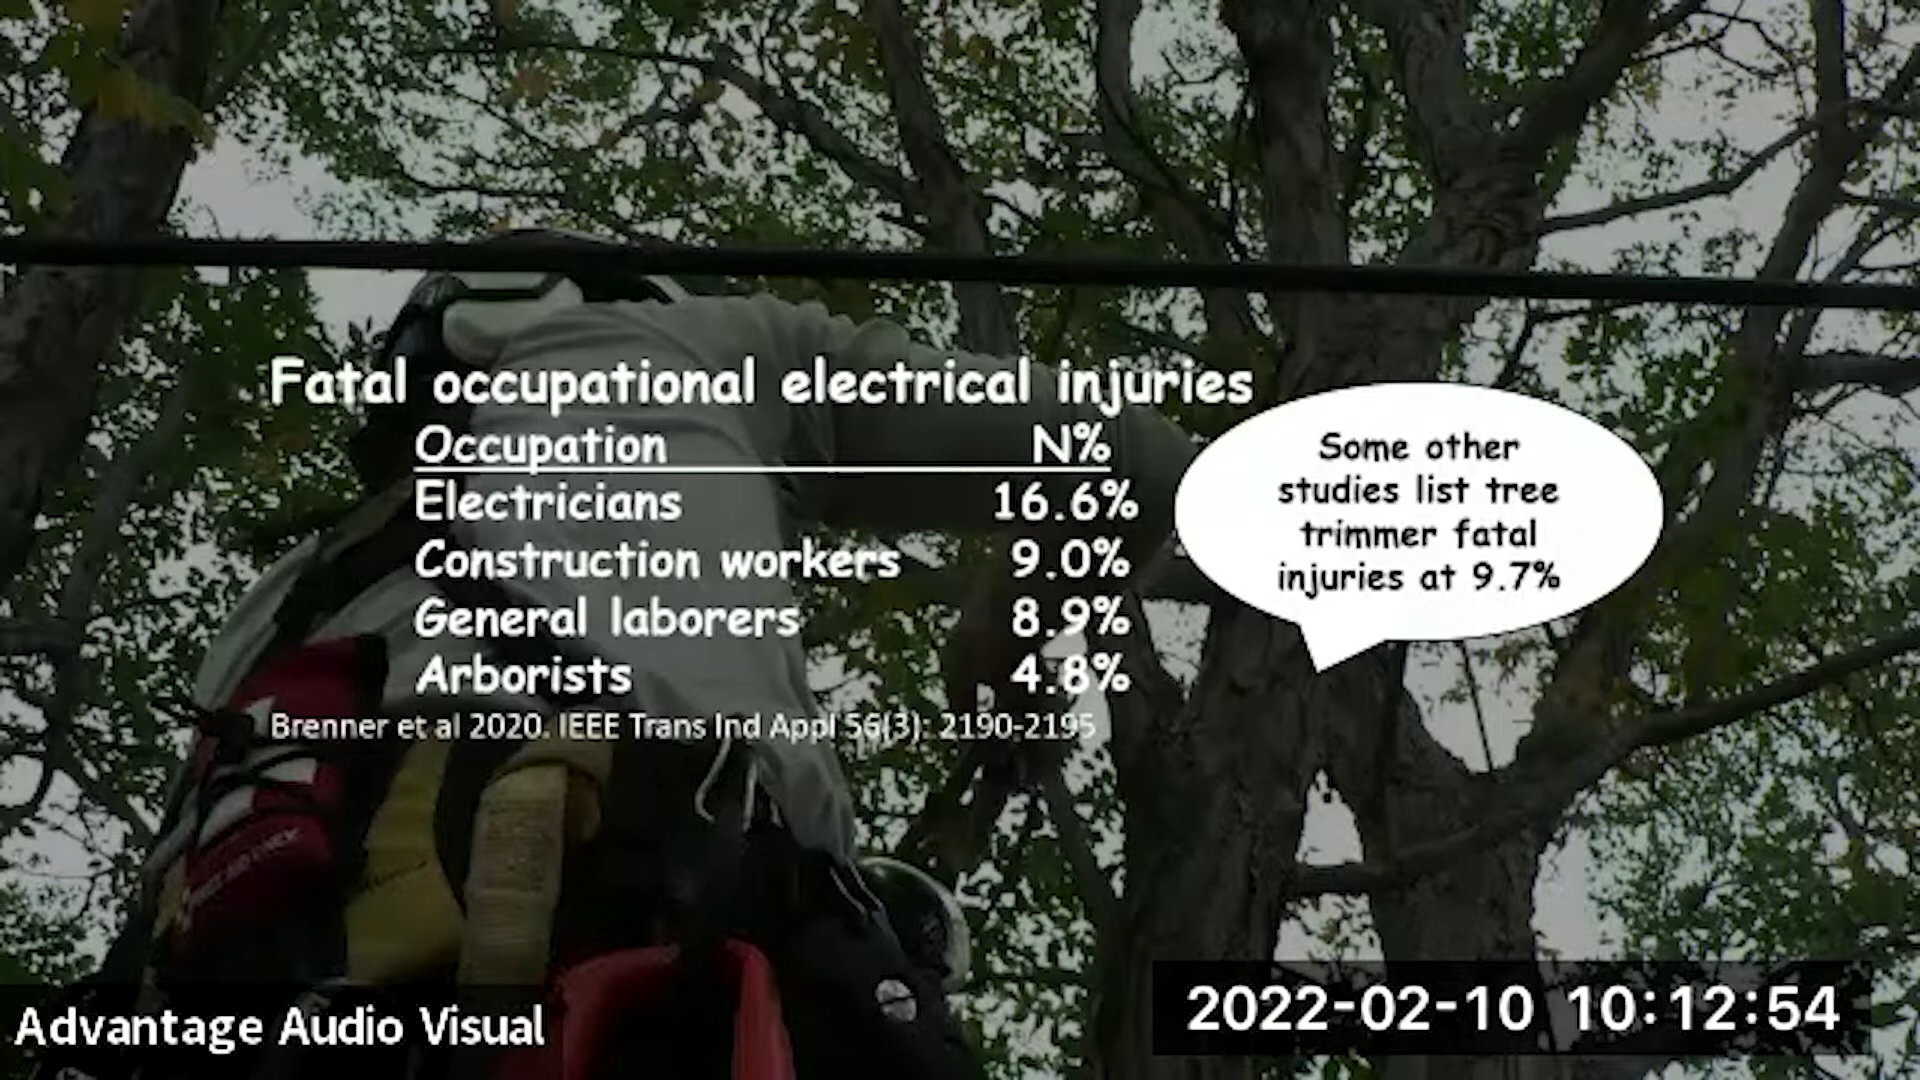 Fatal occupational electrical injuries
Occupation N%
Electricians 16.6%
Construction workers 9.0%
General laborers 8.9%
Arborists 4.8%
Brenner et al 2020. IEEE Trans Ind Appl 56(3): 2190-2195
Some other
studies list tree
trimmer fatal
injuries at 9.7%
Advantage Audio Visual
2022-02-10 10:12:54